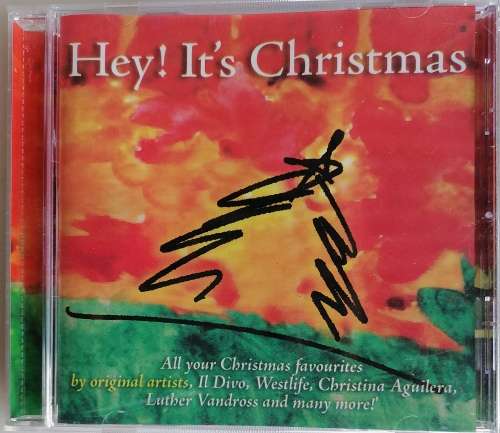 Hey! It's Christmas
All your Christmas favourites
by original artists, Il Divo, Westlife, Christina Aguilera,
Luther Vandross and many more!